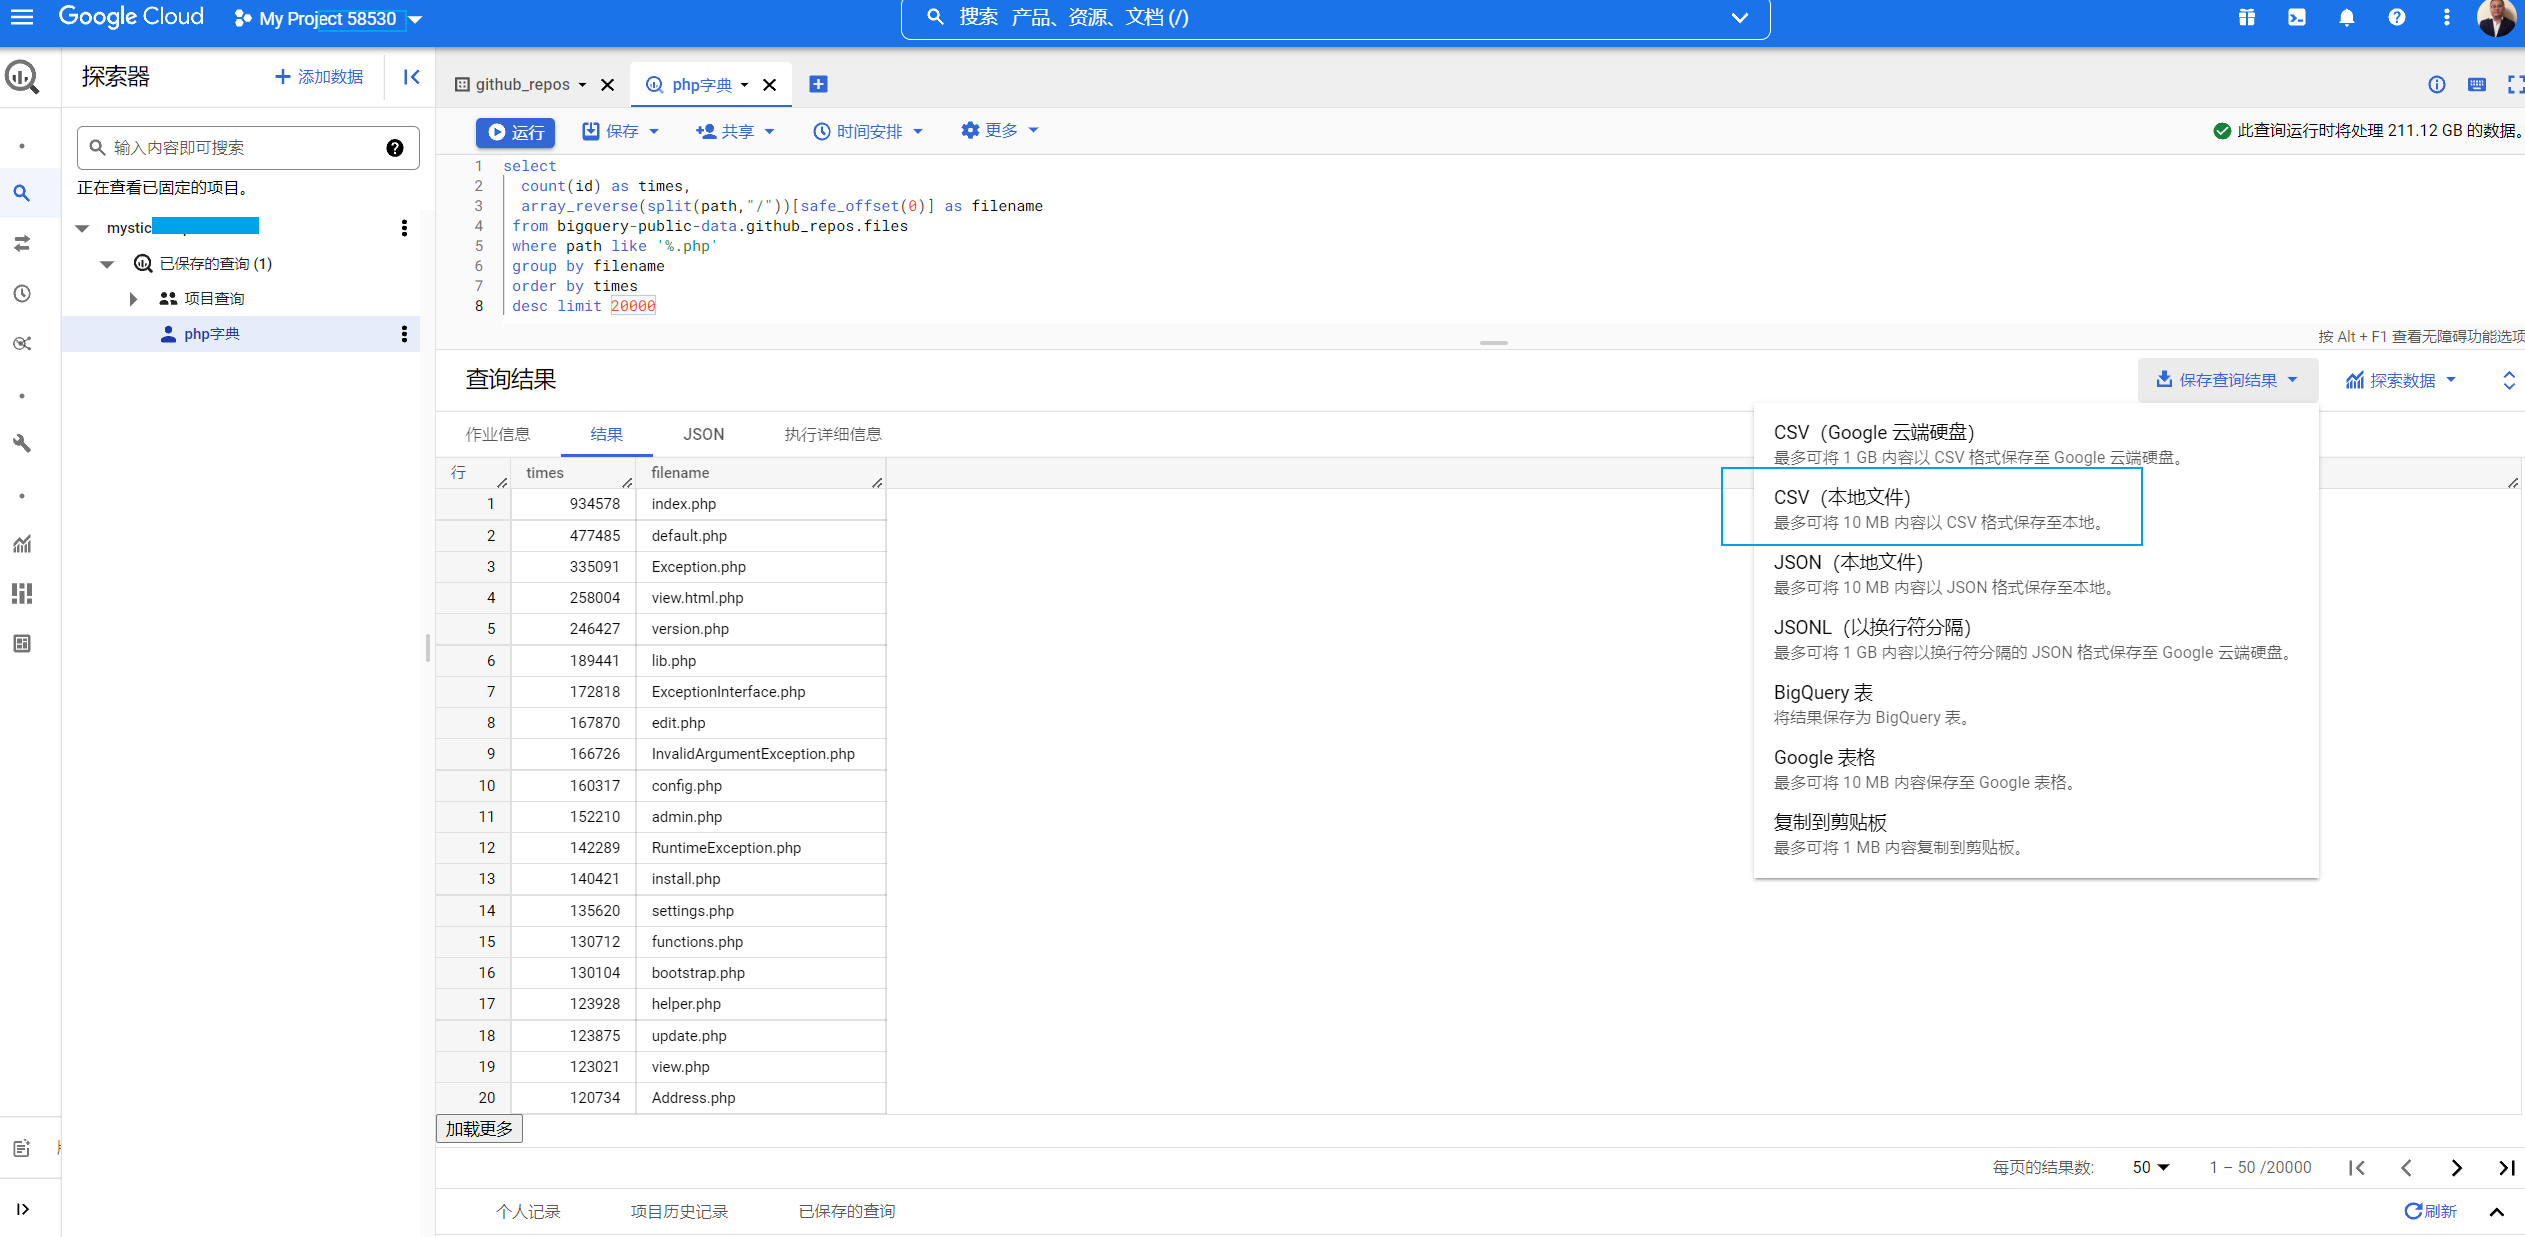 Google Cloud
My Project 58530
搜索 产品、资源、文档 (/)
探索器
添加数据
github_repos
php字典
运行
保存
共享
时间安排
更多
此查询运行时将处理 211.12 GB 的数据。
输入内容即可搜索
正在查看已固定的项目。
mystic
已保存的查询 (1)
项目查询
php字典
1 select
2 count(id) as times,
3 array_reverse(split(path,"/"))[safe_offset(0)] as filename
4 from bigquery-public-data.github_repos.files
5 where path like '%.php'
6 group by filename
7 order by times
8 desc limit 20000
按 Alt + F1 查看无障碍功能选项
查询结果
保存查询结果
探索数据
作业信息
结果
JSON
执行详细信息
CSV（Google 云端硬盘）
最多可将 1 GB 内容以 CSV 格式保存至 Google 云端硬盘。
CSV（本地文件）
最多可将 10 MB 内容以 CSV 格式保存至本地。
JSON（本地文件）
最多可将 10 MB 内容以 JSON 格式保存至本地。
JSONL（以换行符分隔）
最多可将 1 GB 内容以换行符分隔的 JSON 格式保存至 Google 云端硬盘。
BigQuery 表
将结果保存为 BigQuery 表。
Google 表格
最多可将 10 MB 内容保存至 Google 表格。
复制到剪贴板
最多可将 1 MB 内容复制到剪贴板。
行 times filename
1 934578 index.php
2 477485 default.php
3 335091 Exception.php
4 258004 view.html.php
5 246427 version.php
6 189441 lib.php
7 172818 ExceptionInterface.php
8 167870 edit.php
9 166726 InvalidArgumentException.php
10 160317 config.php
11 152210 admin.php
12 142289 RuntimeException.php
13 140421 install.php
14 135620 settings.php
15 130712 functions.php
16 130104 bootstrap.php
17 123928 helper.php
18 123875 update.php
19 123021 view.php
20 120734 Address.php
加载更多
每页的结果数: 50 1 – 50 /20000
个人记录
项目历史记录
已保存的查询
刷新